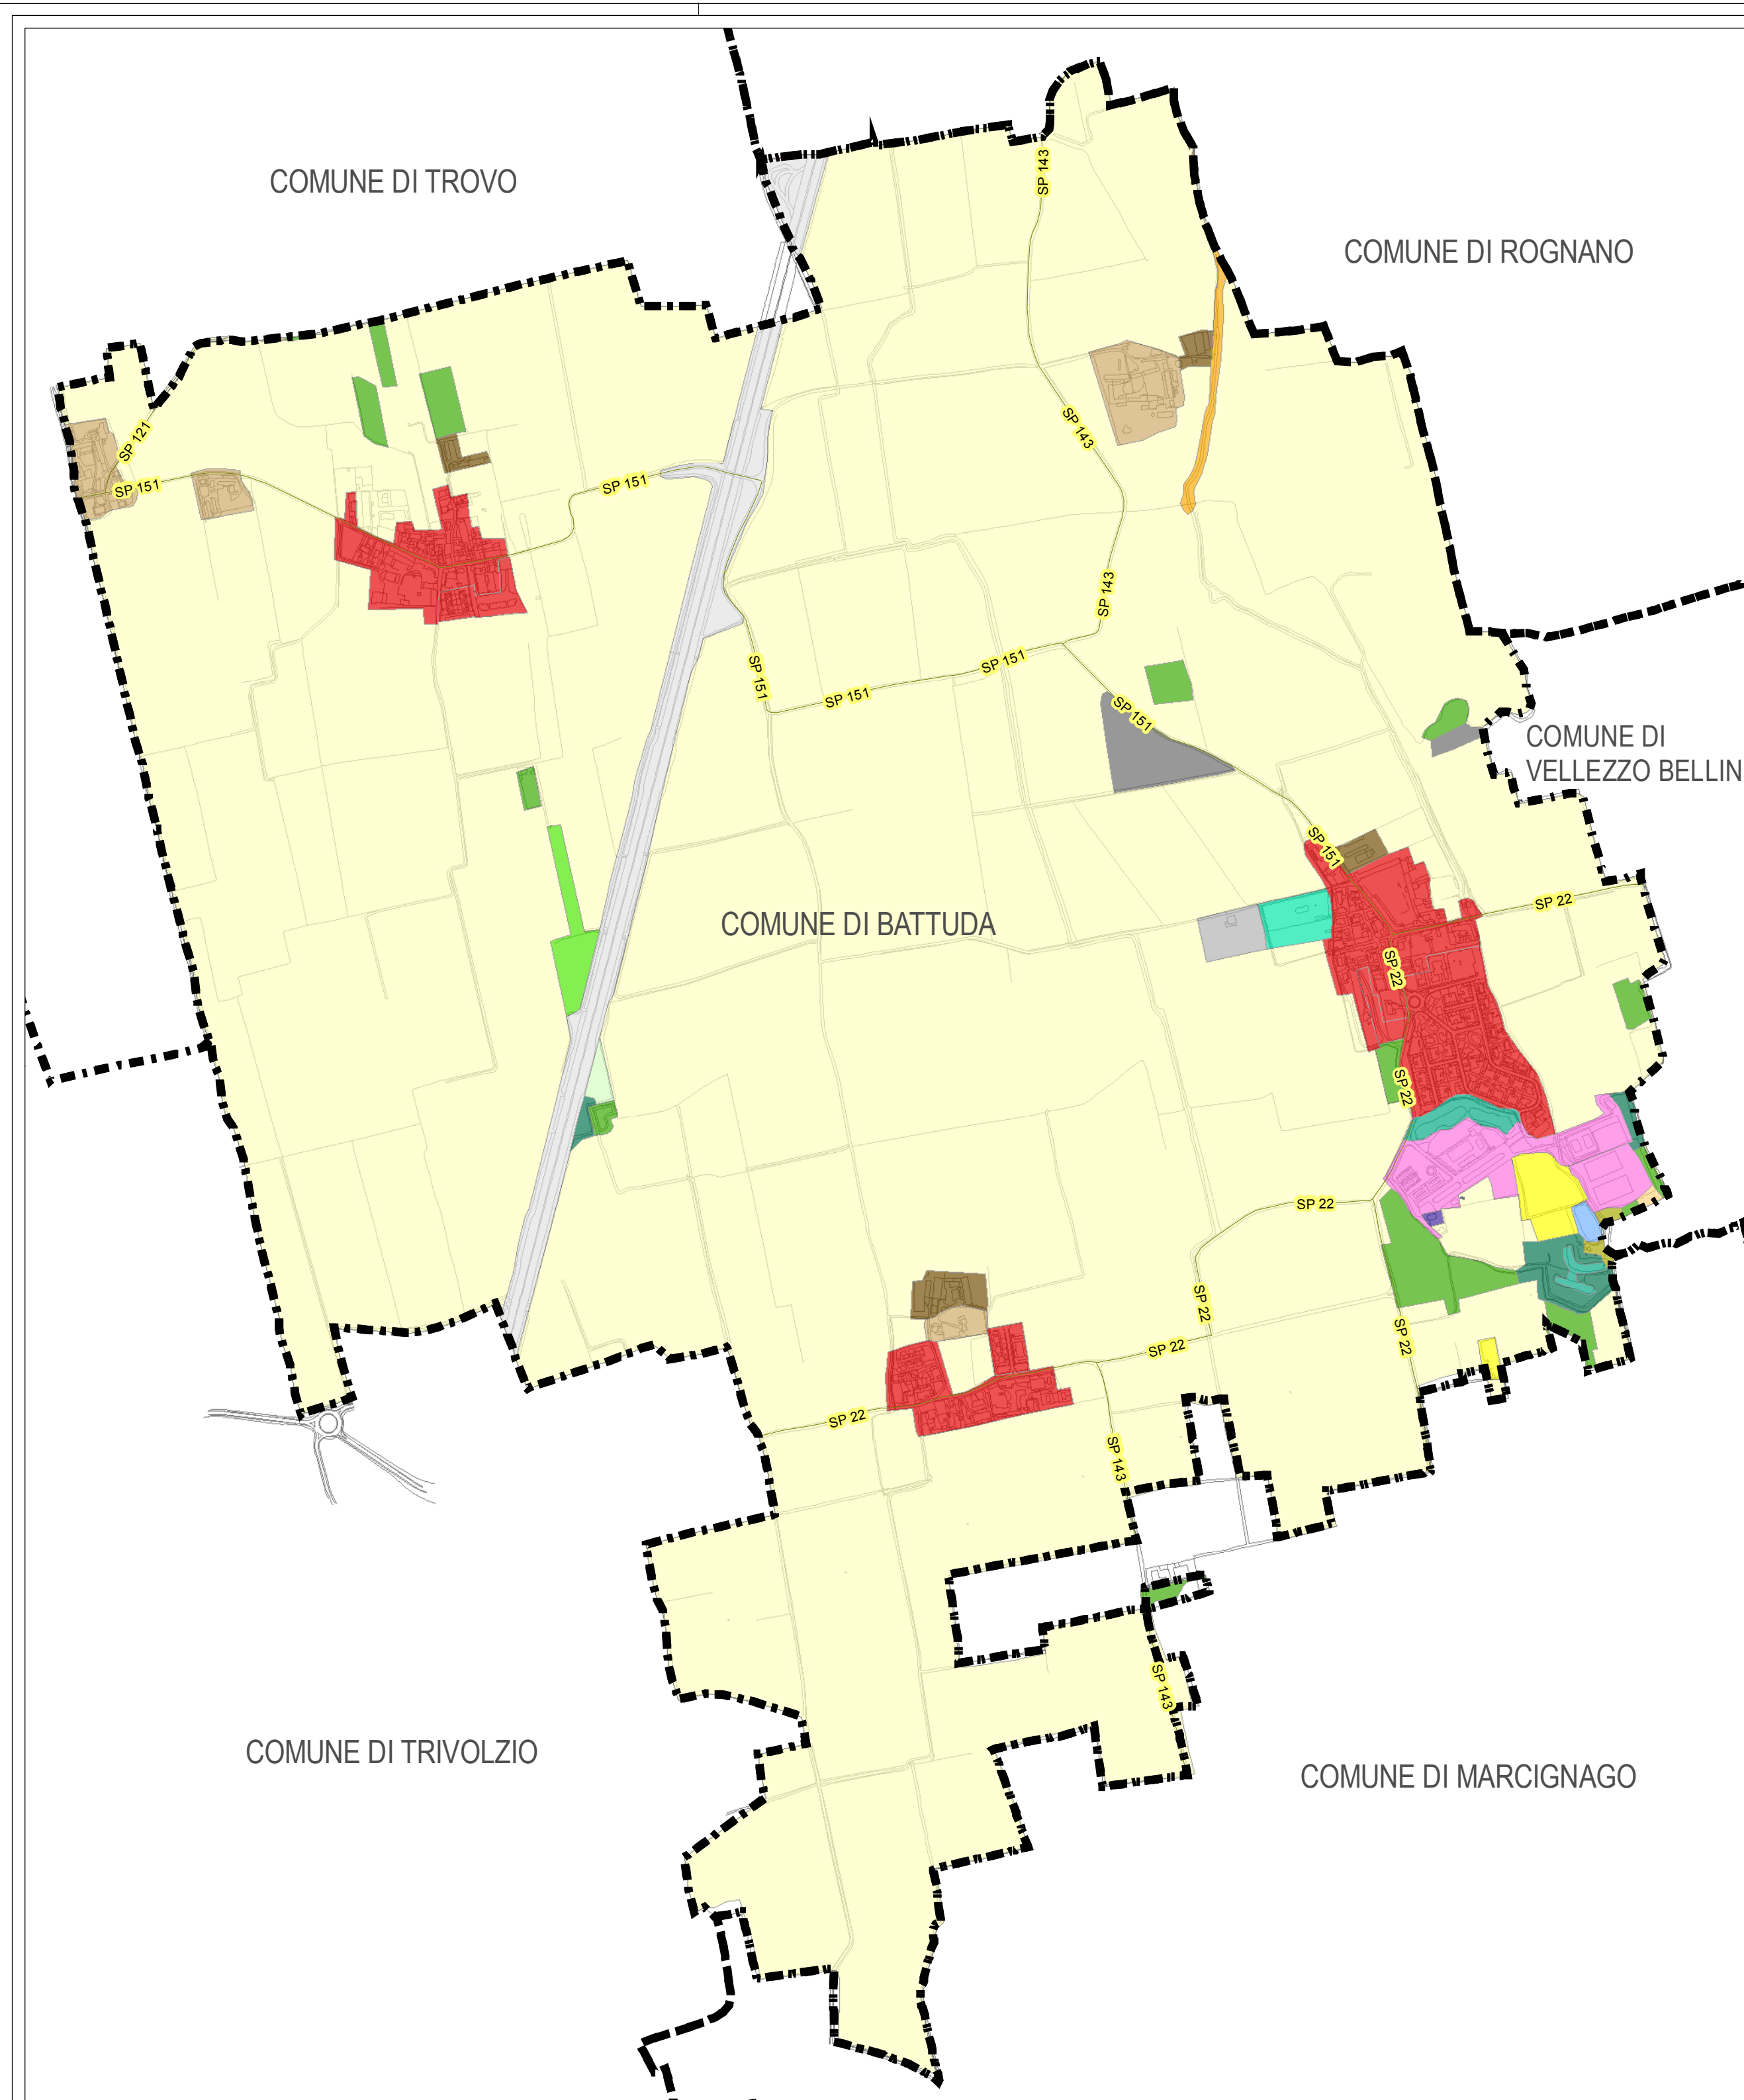 SP 143
COMUNE DI TROVO
COMUNE DI ROGNANO
SP 143
SP 121
SP 151
SP 151
SP 143
SP 151
SP 151
SP 151
SP 151
COMUNE DI
VELLEZZO BELLIN
SP 151
SP 22
COMUNE DI BATTUDA
SP 22
SP 22
SP 22
SP 22
SP 22
SP 22
SP 22
SP 143
SP 143
COMUNE DI TRIVOLZIO
COMUNE DI MARCIGNAGO